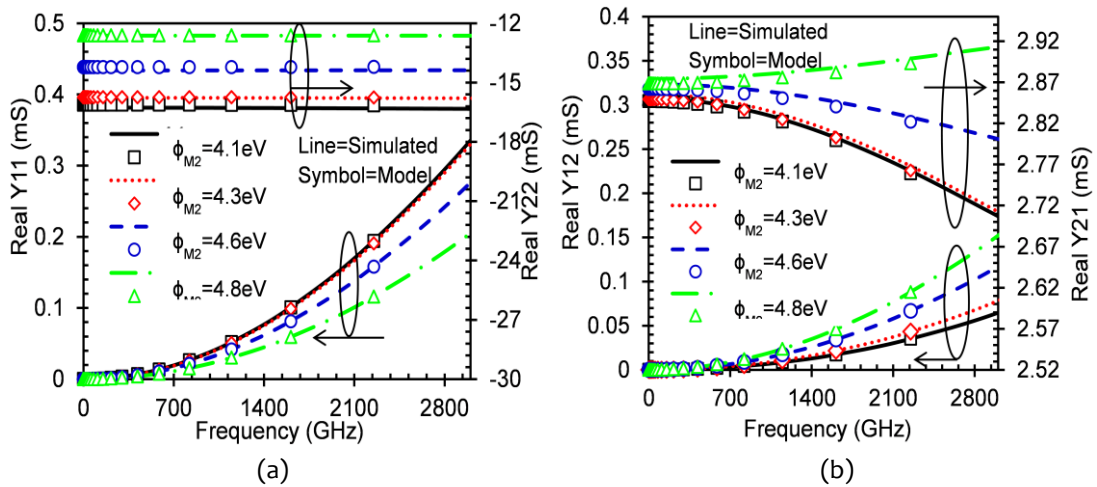 0.5
0.4
0.3
0.2
0.1
0
Real Y11 (mS)
-12
-15
-18
-21
-24
-27
-30
Real Y22 (mS)
ϕM2=4.1eV
ϕM2=4.3eV
ϕM2=4.6eV
=4.8eV
Line=Simulated
Symbol=Model
0 700 1400 2100 2800
Frequency (GHz)
(a)
0.4
0.35
0.3
0.25
0.2
0.15
0.1
0.05
0
Real Y12 (mS)
Line=Simulated
Symbol=Model
2.92
2.87
2.82
2.77
2.72
2.67
2.62
2.57
2.52
Real Y21 (mS)
ϕM2=4.1eV
ϕM2=4.3eV
ϕM2=4.6eV
=4.8eV
0 700 1400 2100 2800
Frequency (GHz)
(b)